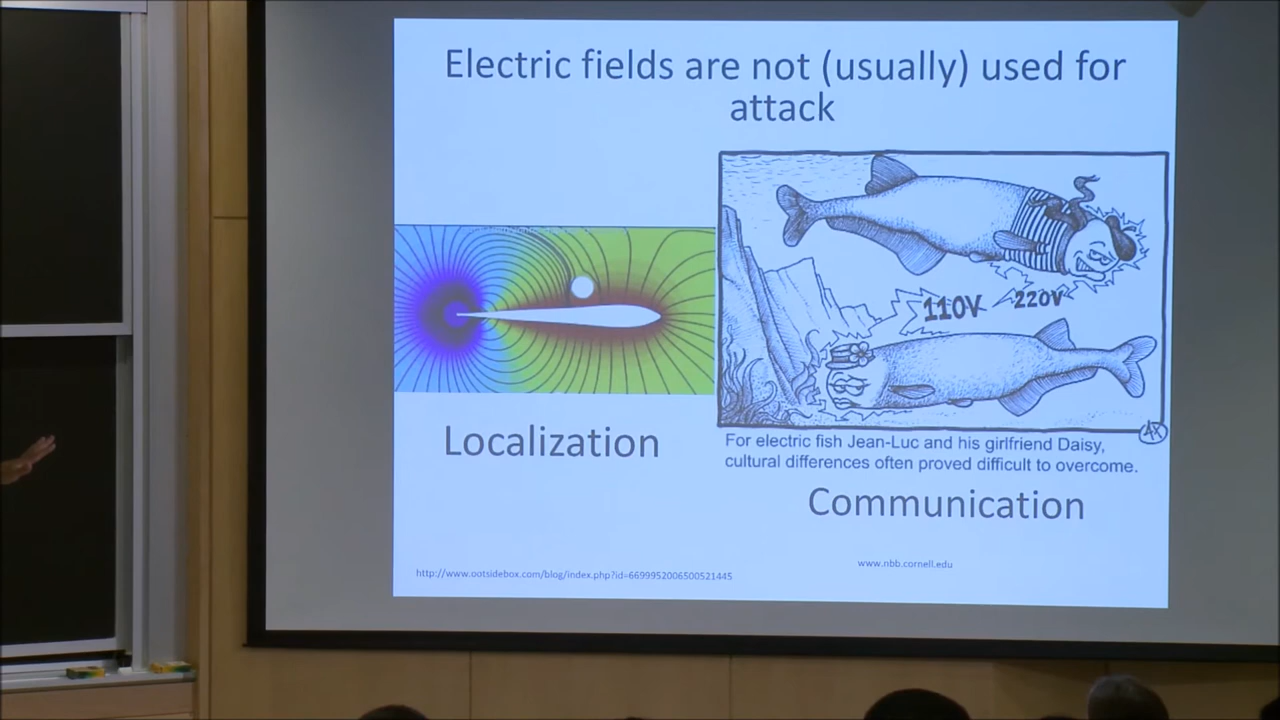 Electric fields are not (usually) used for
attack
110V
220V
AX
For electric fish Jean-Luc and his girlfriend Daisy,
cultural differences often proved difficult to overcome.
Localization
Communication
http://www.ootsidebox.com/blog/index.php?id=6699952006500521445
www.nbb.cornell.edu